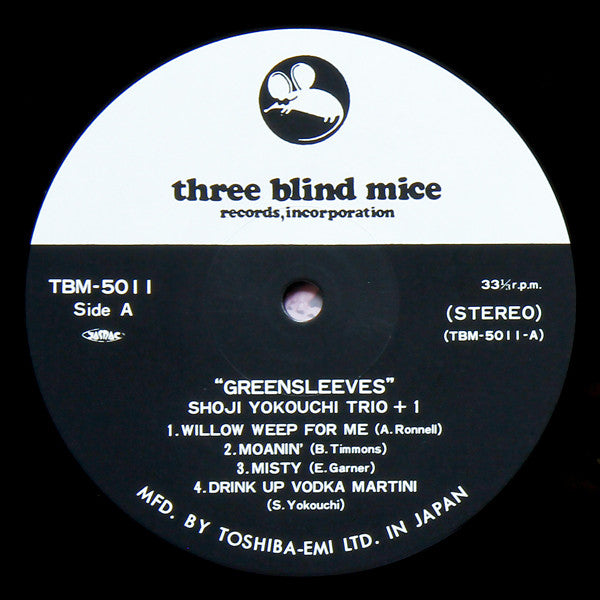 three blind mice
records, incorporation
TBM-5011
Side A
JASRAC
33⅓ r.p.m.
(STEREO)
(TBM-5011-A)
"GREENSLEEVES"
SHOJI YOKOUCHI TRIO + 1
1. WILLOW WEEP FOR ME (A. Ronnell)
2. MOANIN' (B. Timmons)
3. MISTY (E. Garner)
4. DRINK UP VODKA MARTINI
(S. Yokouchi)
MFD. BY TOSHIBA-EMI LTD. IN JAPAN